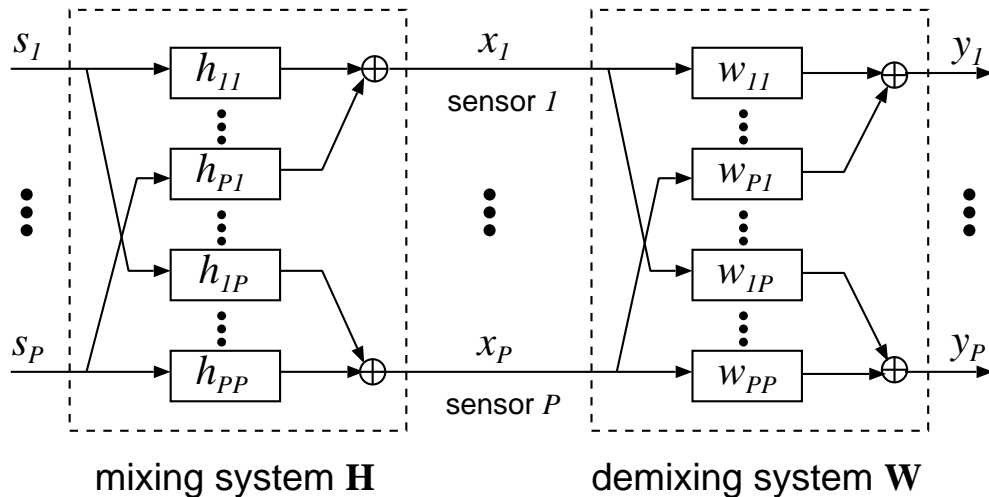 s1 x1 y1
h11 w11
sensor 1
hP1 wP1
h1P w1P
sP xP yP
hPP wPP
sensor P
mixing system H demixing system W